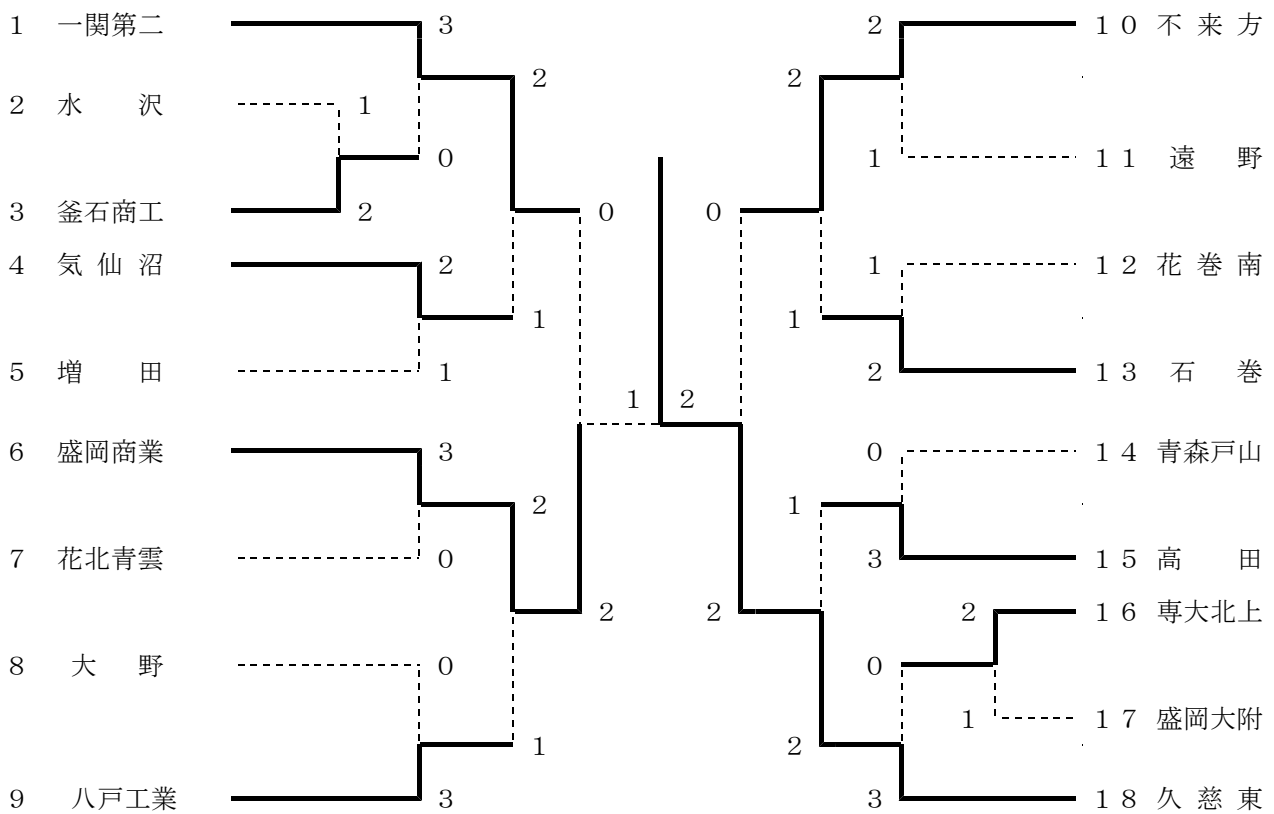 １ 一関第二 3 2 １０ 不来方
2 2
２ 水 沢 1
0 1 １１ 遠 野
３ 釜石商工 2 0 0
４ 気仙沼 2 1 １２ 花巻南
1 1
５ 増 田 1 2 １３ 石 巻
1 2
６ 盛岡商業 3 0 １４ 青森戸山
2 1
７ 花北青雲 0 3 １５ 高 田
2 2 2 １６ 専大北上
８ 大 野 0 0
1 １７ 盛岡大附
1 2
９ 八戸工業 3 3 １８ 久慈東